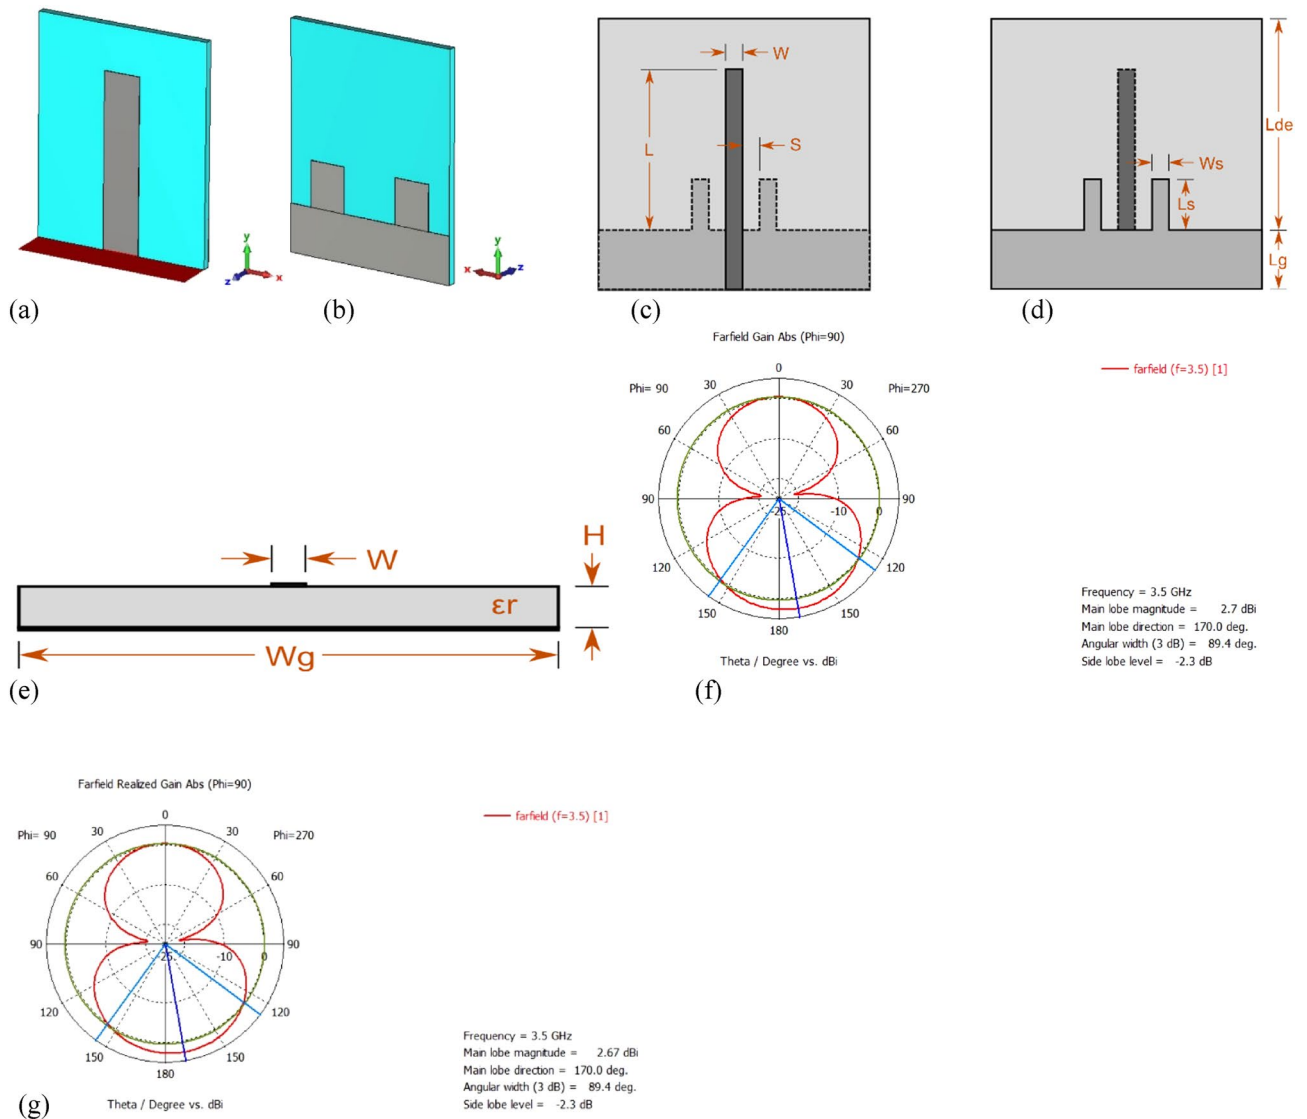 y
x
z
(a)
y
x
z
(b)
W
L
S
(c)
Lde
Ws
Ls
Lg
(d)
W
H
εr
Wg
(e)
Farfield Gain Abs (Phi=90)
farfield (f=3.5) [1]
0
Phi= 90 30 30 Phi=270
60 60
90 -25 -10 0 90
120 120
150 150
180
Theta / Degree vs. dBi
Frequency = 3.5 GHz
Main lobe magnitude = 2.7 dBi
Main lobe direction = 170.0 deg.
Angular width (3 dB) = 89.4 deg.
Side lobe level = -2.3 dB
(f)
Farfield Realized Gain Abs (Phi=90)
farfield (f=3.5) [1]
0
Phi= 90 30 30 Phi=270
60 60
90 -25 -10 0 90
120 120
150 150
180
Theta / Degree vs. dBi
Frequency = 3.5 GHz
Main lobe magnitude = 2.67 dBi
Main lobe direction = 170.0 deg.
Angular width (3 dB) = 89.4 deg.
Side lobe level = -2.3 dB
(g)